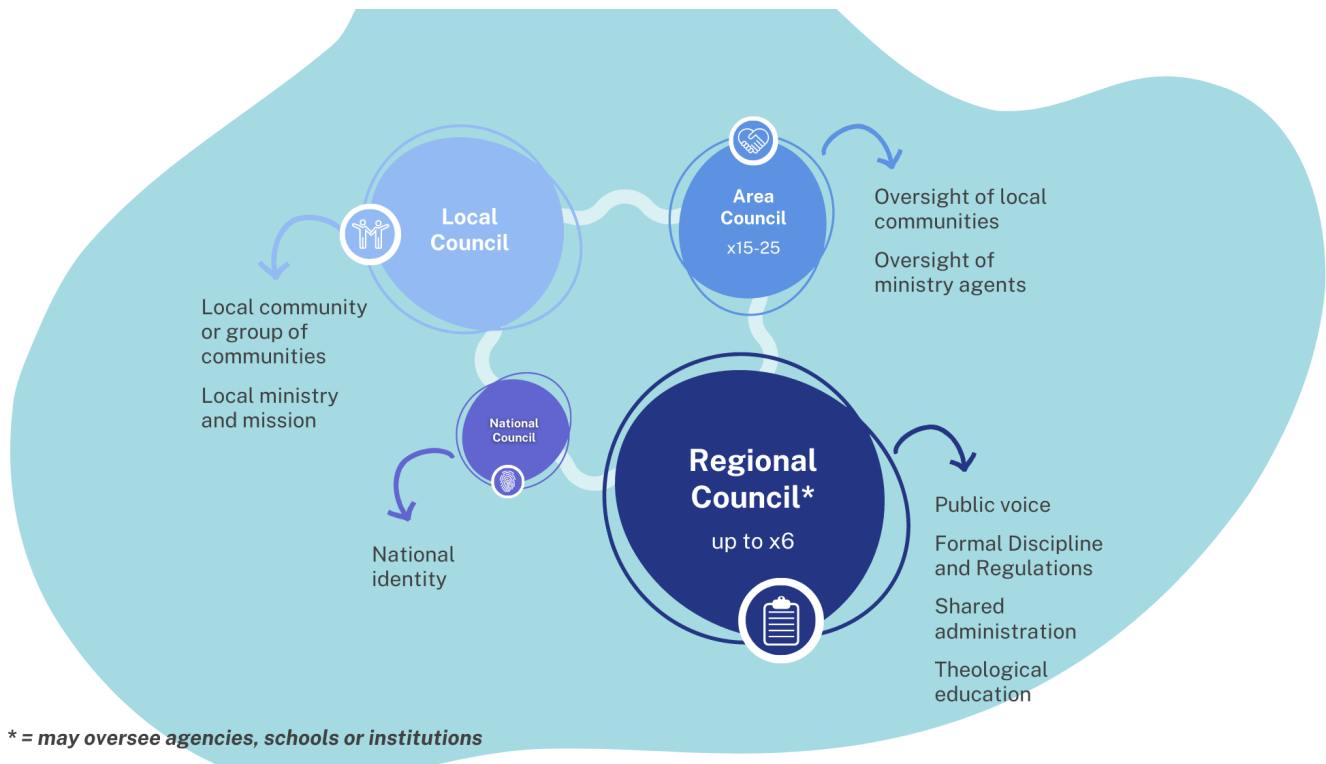 Local
Council
Local community
or group of
communities
Local ministry
and mission
Area
Council
x15-25
Oversight of local
communities
Oversight of
ministry agents
National
Council
National
identity
Regional
Council*
up to x6
Public voice
Formal Discipline
and Regulations
Shared
administration
Theological
education
* = may oversee agencies, schools or institutions